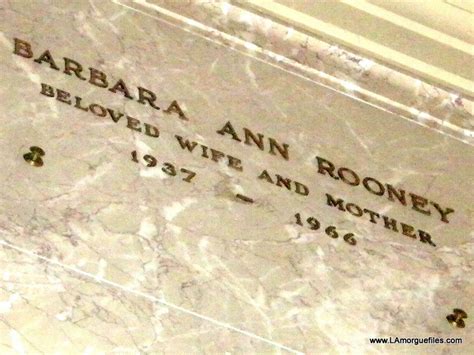 BARBARA ANN ROONEY
BELOVED WIFE AND MOTHER
1937 – 1966
www.LAmorguefiles.com